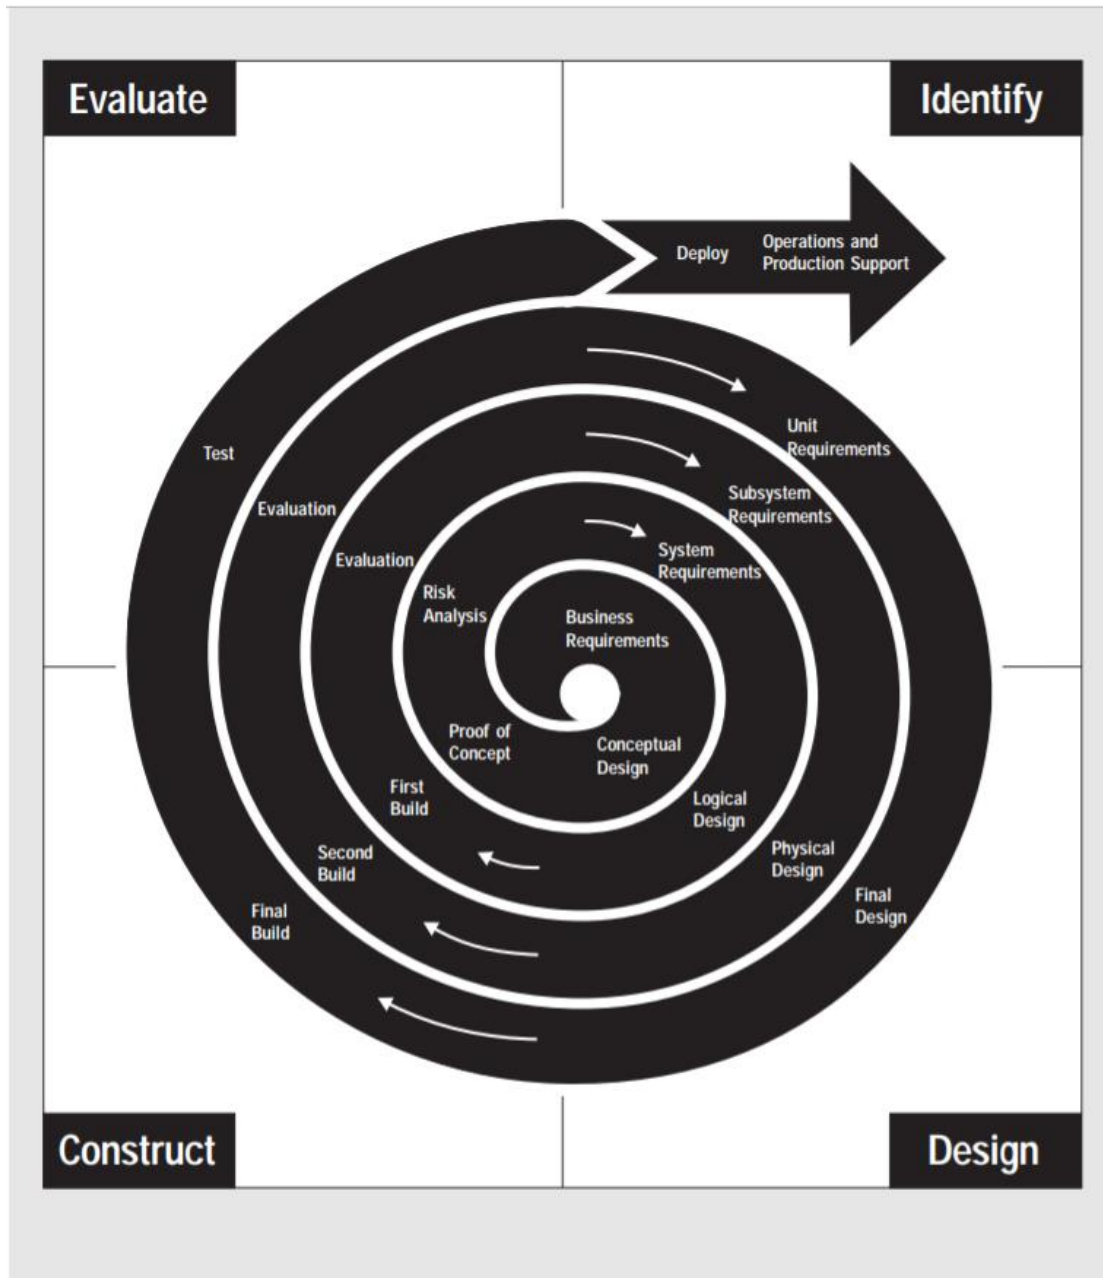 Evaluate
Identify
Deploy
Operations and
Production Support
Unit
Requirements
Test
Subsystem
Requirements
Evaluation
System
Requirements
Evaluation
Risk
Analysis
Business
Requirements
Proof of
Concept
Conceptual
Design
First
Build
Logical
Design
Second
Build
Physical
Design
Final
Build
Final
Design
Construct
Design